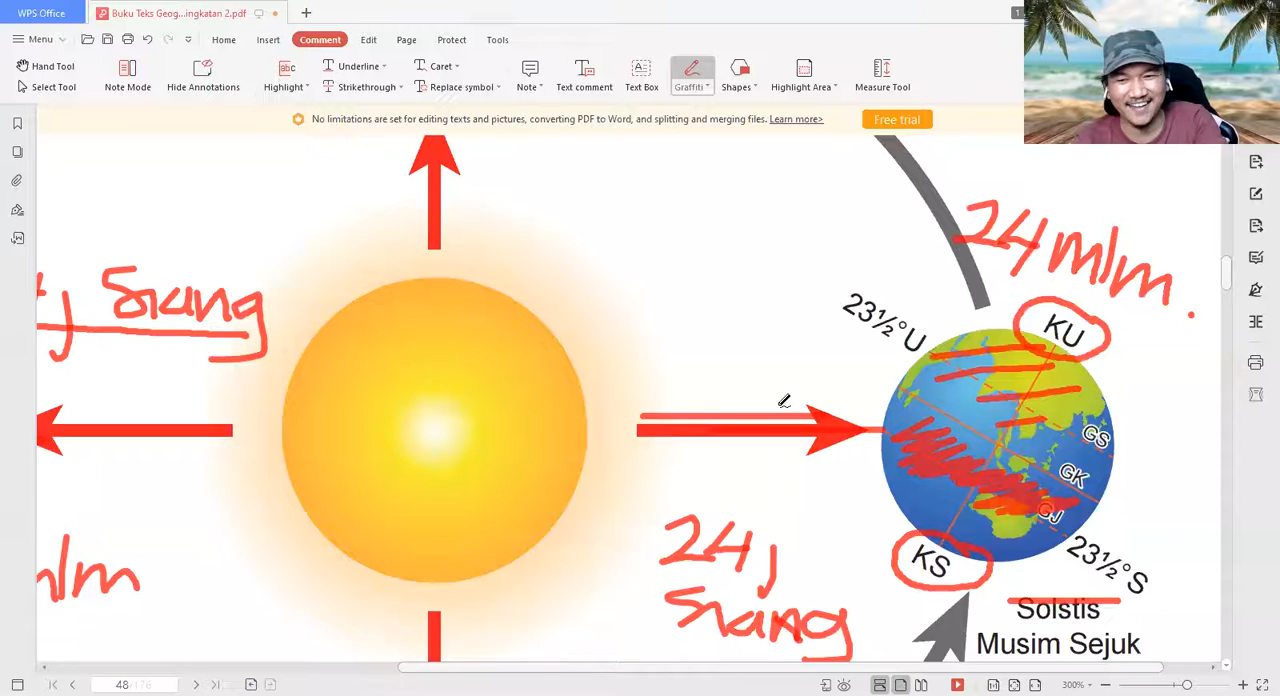 WPS Office
Buku Teks Geog...ingkatan 2.pdf
1
Menu
Home
Insert
Comment
Edit
Page
Protect
Tools
Hand Tool
Select Tool
Note Mode
Hide Annotations
Highlight
Underline
Strikethrough
Caret
Replace symbol
Note
Text comment
Text Box
Graffiti
Shapes
Highlight Area
Measure Tool
No limitations are set for editing texts and pictures, converting PDF to Word, and splitting and merging files. Learn more>
Free trial
24 mlm.
j Siang
23½°U
KU
GS
GK
GJ
KS
23½°S
24 j
Siang
mlm
Solstis
Musim Sejuk
48/176
300%